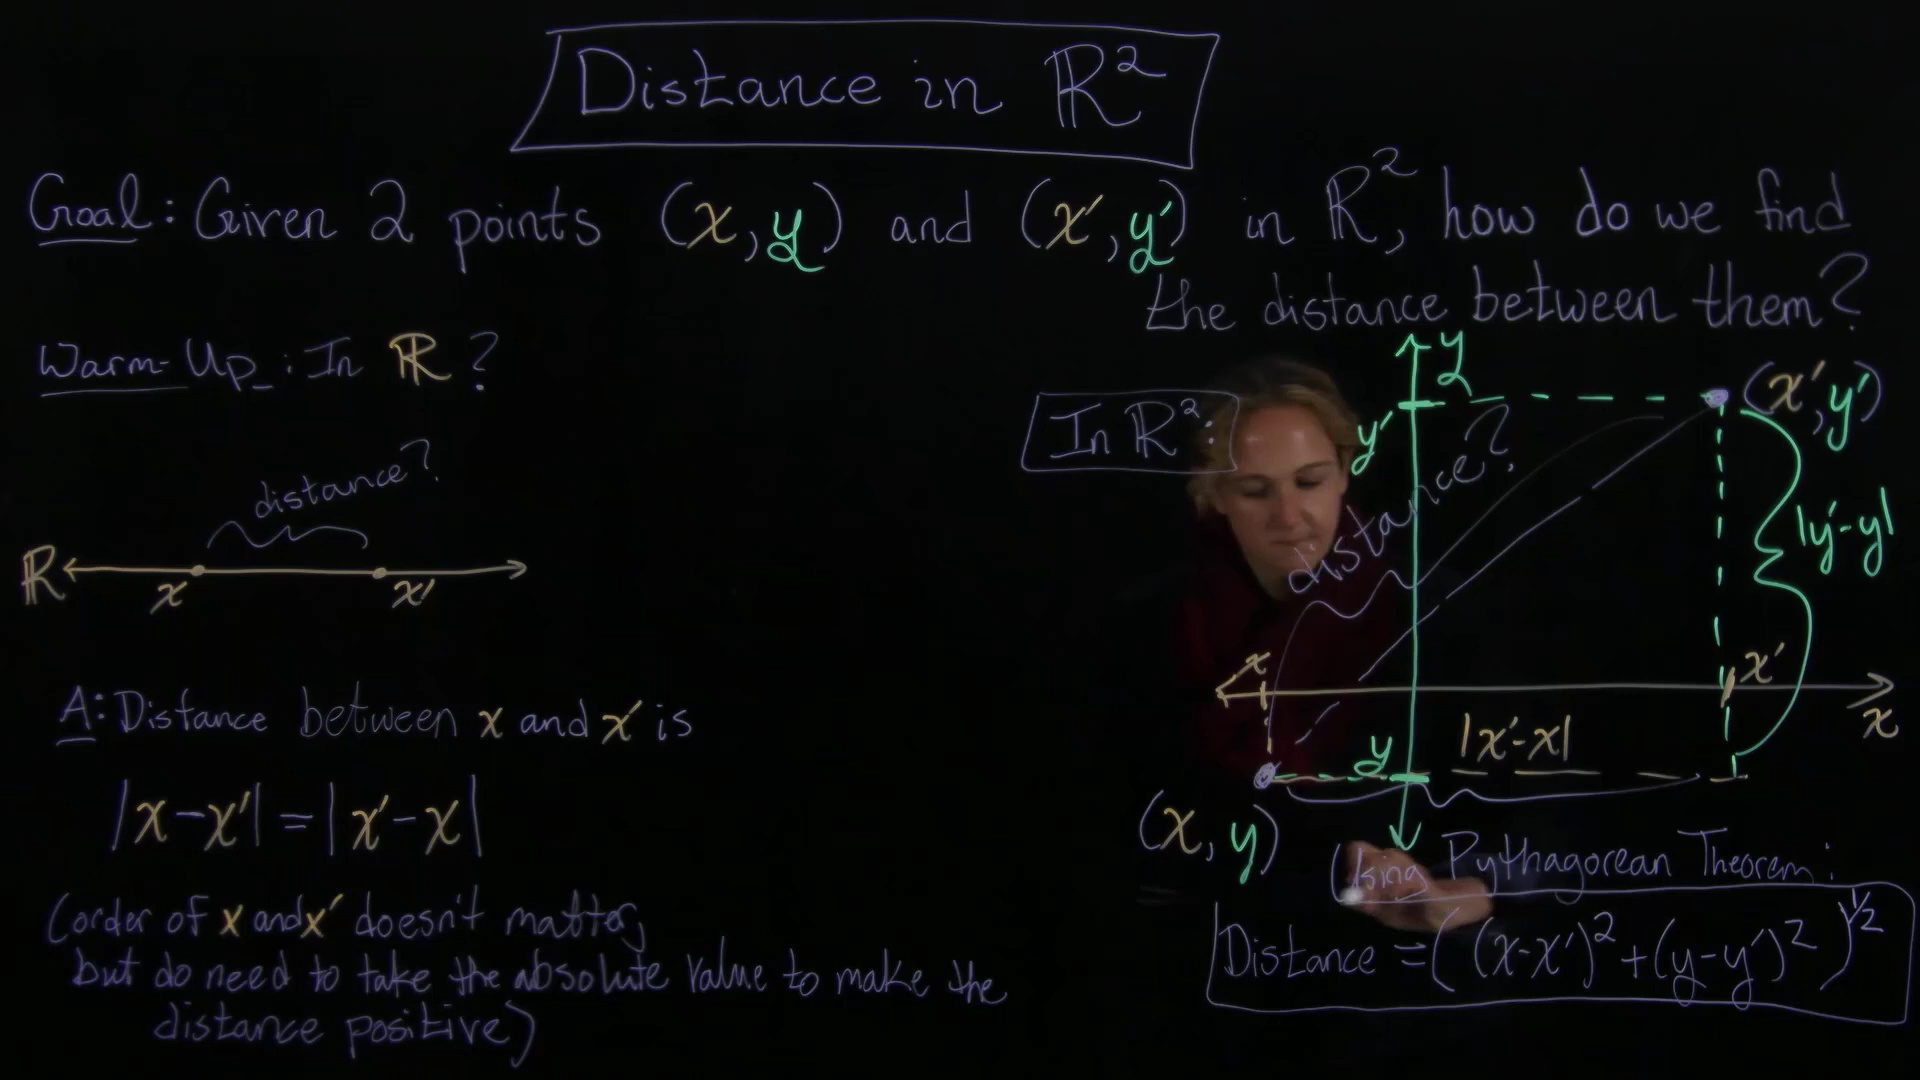 Distance in ℝ²
Goal: Given 2 points (x, y) and (x', y') in ℝ², how do we find
the distance between them?
Warm-Up: In ℝ?
distance?
ℝ
x
x'
A: Distance between x and x' is
|x-x'| = |x'-x|
(order of x and x' doesn't matter,
but do need to take the absolute value to make the
distance positive)
In ℝ²:
y
(x', y')
y'
distance?
|y'-y|
x
x'
x
|x'-x|
y
(x, y)
Using Pythagorean Theorem:
Distance = ((x-x')² + (y-y')²)^1/2